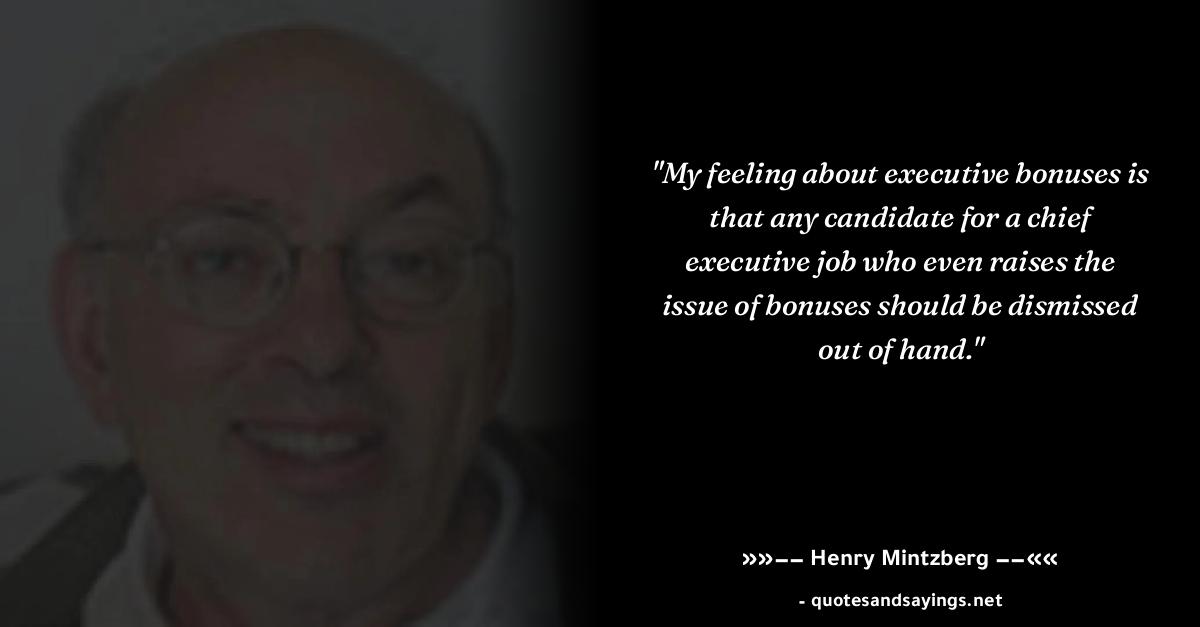 "My feeling about executive bonuses is
that any candidate for a chief
executive job who even raises the
issue of bonuses should be dismissed
out of hand."
»»–– Henry Mintzberg ––««
- quotesandsayings.net